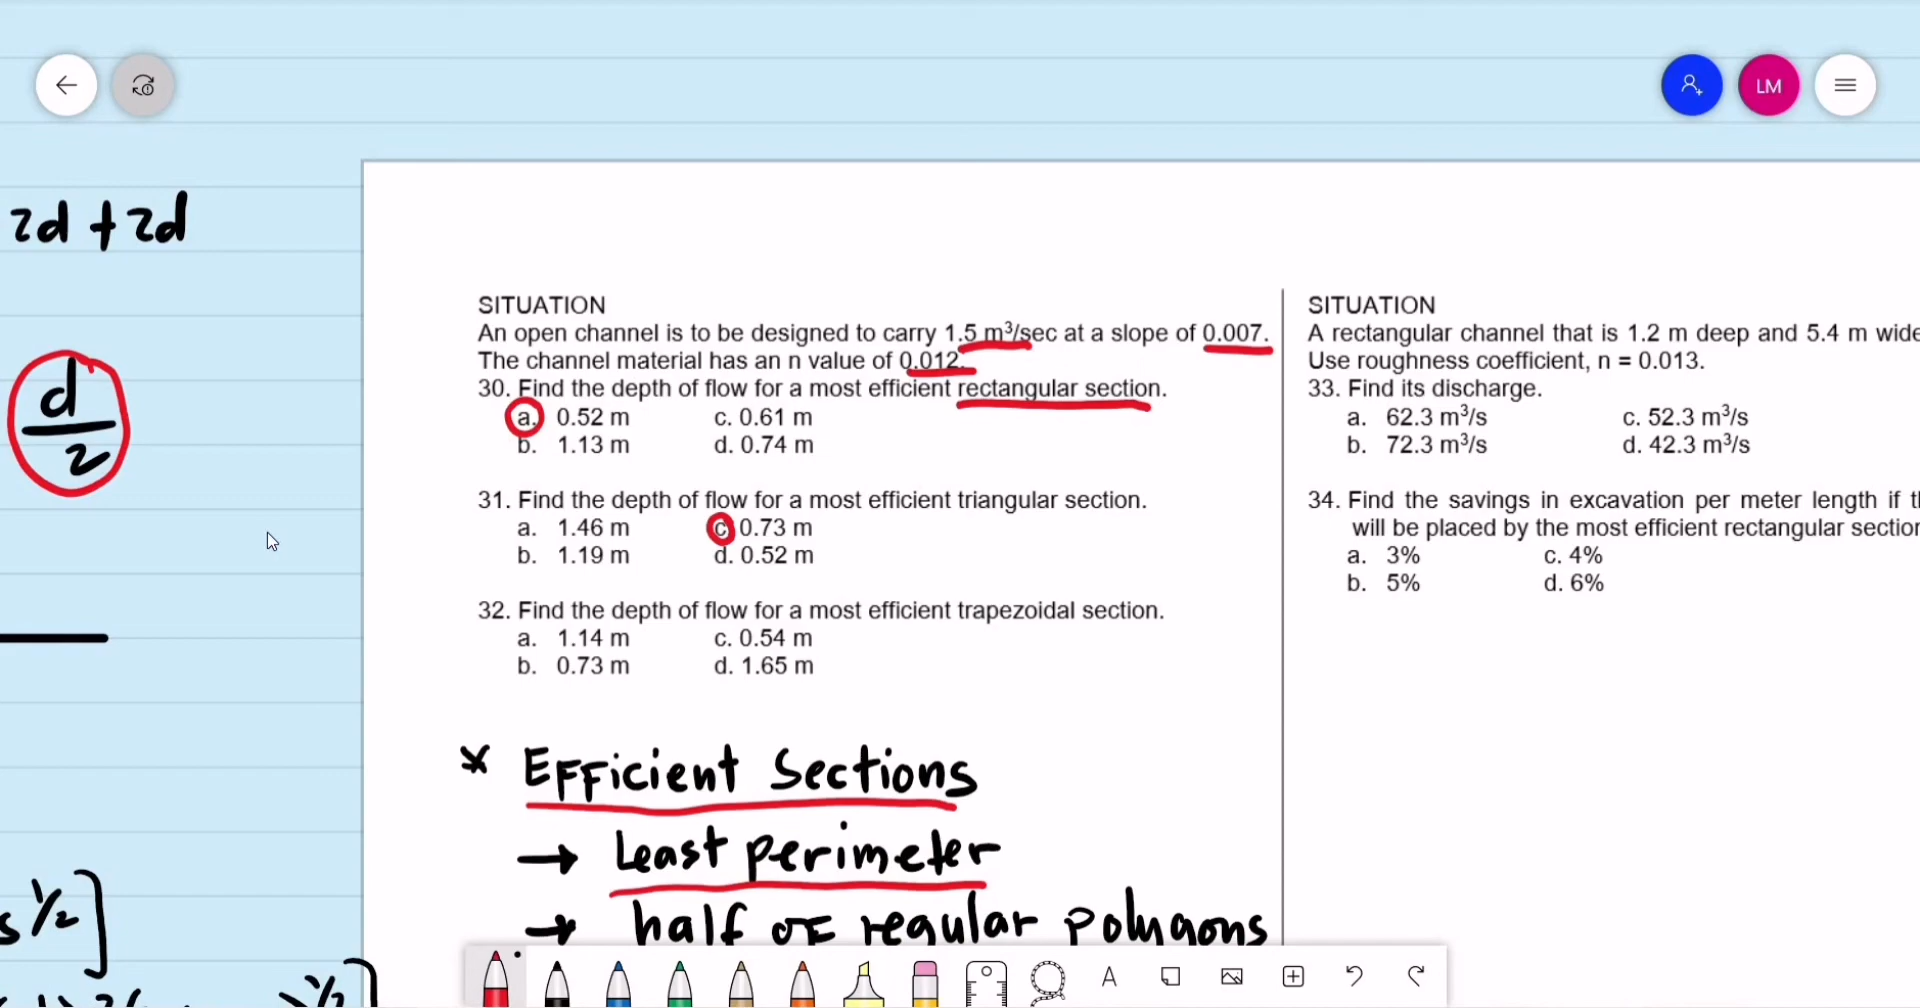 LM
2d + 2d
d
2
SITUATION
An open channel is to be designed to carry 1.5 m³/sec at a slope of 0.007.
The channel material has an n value of 0.012.
30. Find the depth of flow for a most efficient rectangular section.
a. 0.52 m c. 0.61 m
b. 1.13 m d. 0.74 m
31. Find the depth of flow for a most efficient triangular section.
a. 1.46 m c. 0.73 m
b. 1.19 m d. 0.52 m
32. Find the depth of flow for a most efficient trapezoidal section.
a. 1.14 m c. 0.54 m
b. 0.73 m d. 1.65 m
* Efficient Sections
→ Least perimeter
→ half of regular polygons
SITUATION
A rectangular channel that is 1.2 m deep and 5.4 m wide
Use roughness coefficient, n = 0.013.
33. Find its discharge.
a. 62.3 m³/s c. 52.3 m³/s
b. 72.3 m³/s d. 42.3 m³/s
34. Find the savings in excavation per meter length if
will be placed by the most efficient rectangular
a. 3% c. 4%
b. 5% d. 6%
s 1/2]
A